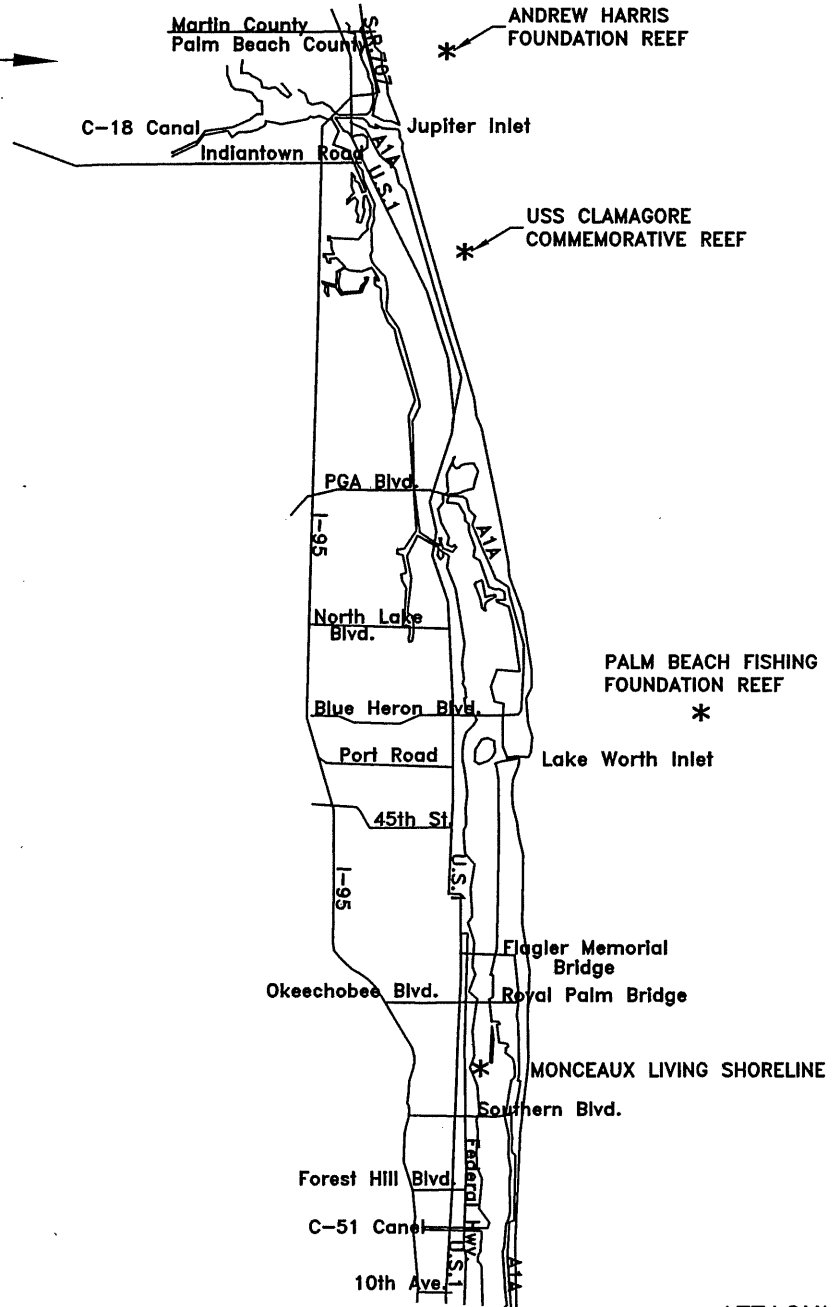 Martin County
Palm Beach County
S.R.707
ANDREW HARRIS
FOUNDATION REEF
C-18 Canal
Jupiter Inlet
Indiantown Road
A1A
U.S.1
USS CLAMAGORE
COMMEMORATIVE REEF
PGA Blvd.
I-95
A1A
North Lake
Blvd.
PALM BEACH FISHING
FOUNDATION REEF
Blue Heron Blvd.
Port Road
Lake Worth Inlet
45th St.
I-95
U.S.1
Flagler Memorial
Bridge
Okeechobee Blvd.
Royal Palm Bridge
MONCEAUX LIVING SHORELINE
Southern Blvd.
Federal Hwy.
Forest Hill Blvd.
C-51 Canel
U.S.1
A1A
10th Ave.